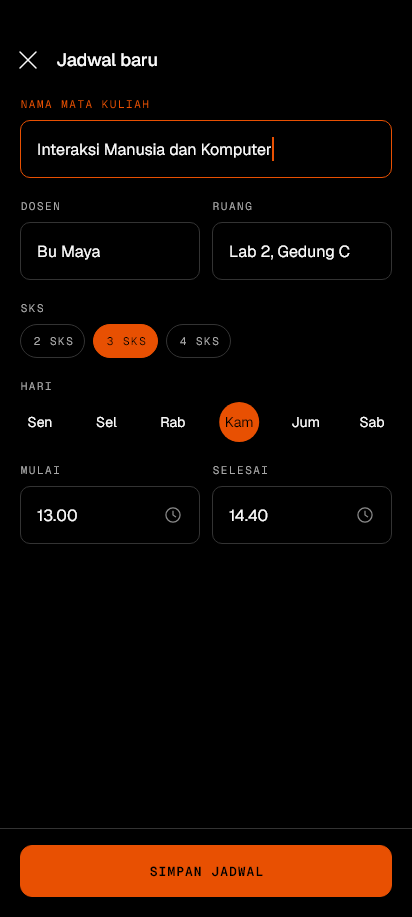 Jadwal baru
NAMA MATA KULIAH
Interaksi Manusia dan Komputer
DOSEN RUANG
Bu Maya Lab 2, Gedung C
SKS
2 SKS 3 SKS 4 SKS
HARI
Sen Sel Rab Kam Jum Sab
MULAI SELESAI
13.00 14.40
SIMPAN JADWAL